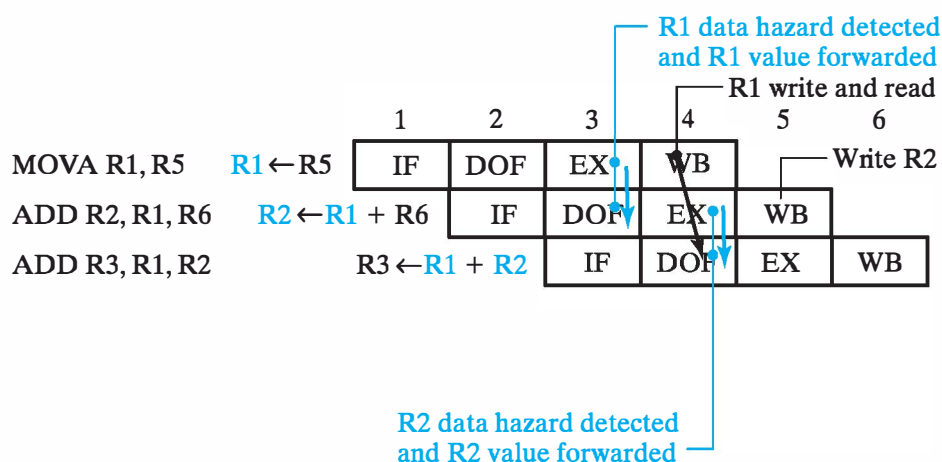 R1 data hazard detected
and R1 value forwarded
R1 write and read
1 2 3 4 5 6
MOVA R1, R5 R1 ← R5 IF DOF EX WB Write R2
ADD R2, R1, R6 R2 ← R1 + R6 IF DOF EX WB
ADD R3, R1, R2 R3 ← R1 + R2 IF DOF EX WB
R2 data hazard detected
and R2 value forwarded